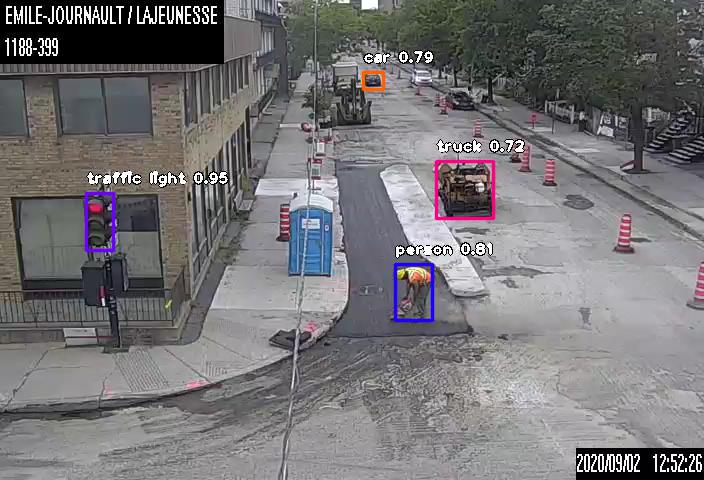 EMILE-JOURNAULT / LAJEUNESSE
1188-399
car 0.79
truck 0.72
traffic light 0.95
person 0.81
2020/09/02 12:52:26